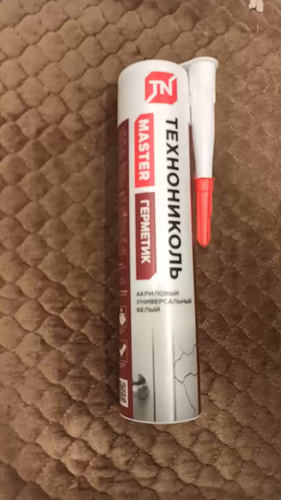 TN
ТЕХНОНИКОЛЬ
MASTER
ГЕРМЕТИК
АКРИЛОВЫЙ
УНИВЕРСАЛЬНЫЙ
БЕЛЫЙ